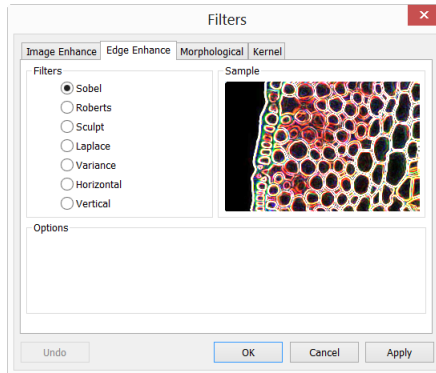 Filters
Image Enhance Edge Enhance Morphological Kernel
Filters
Sobel
Roberts
Sculpt
Laplace
Variance
Horizontal
Vertical
Sample
Options
Undo OK Cancel Apply